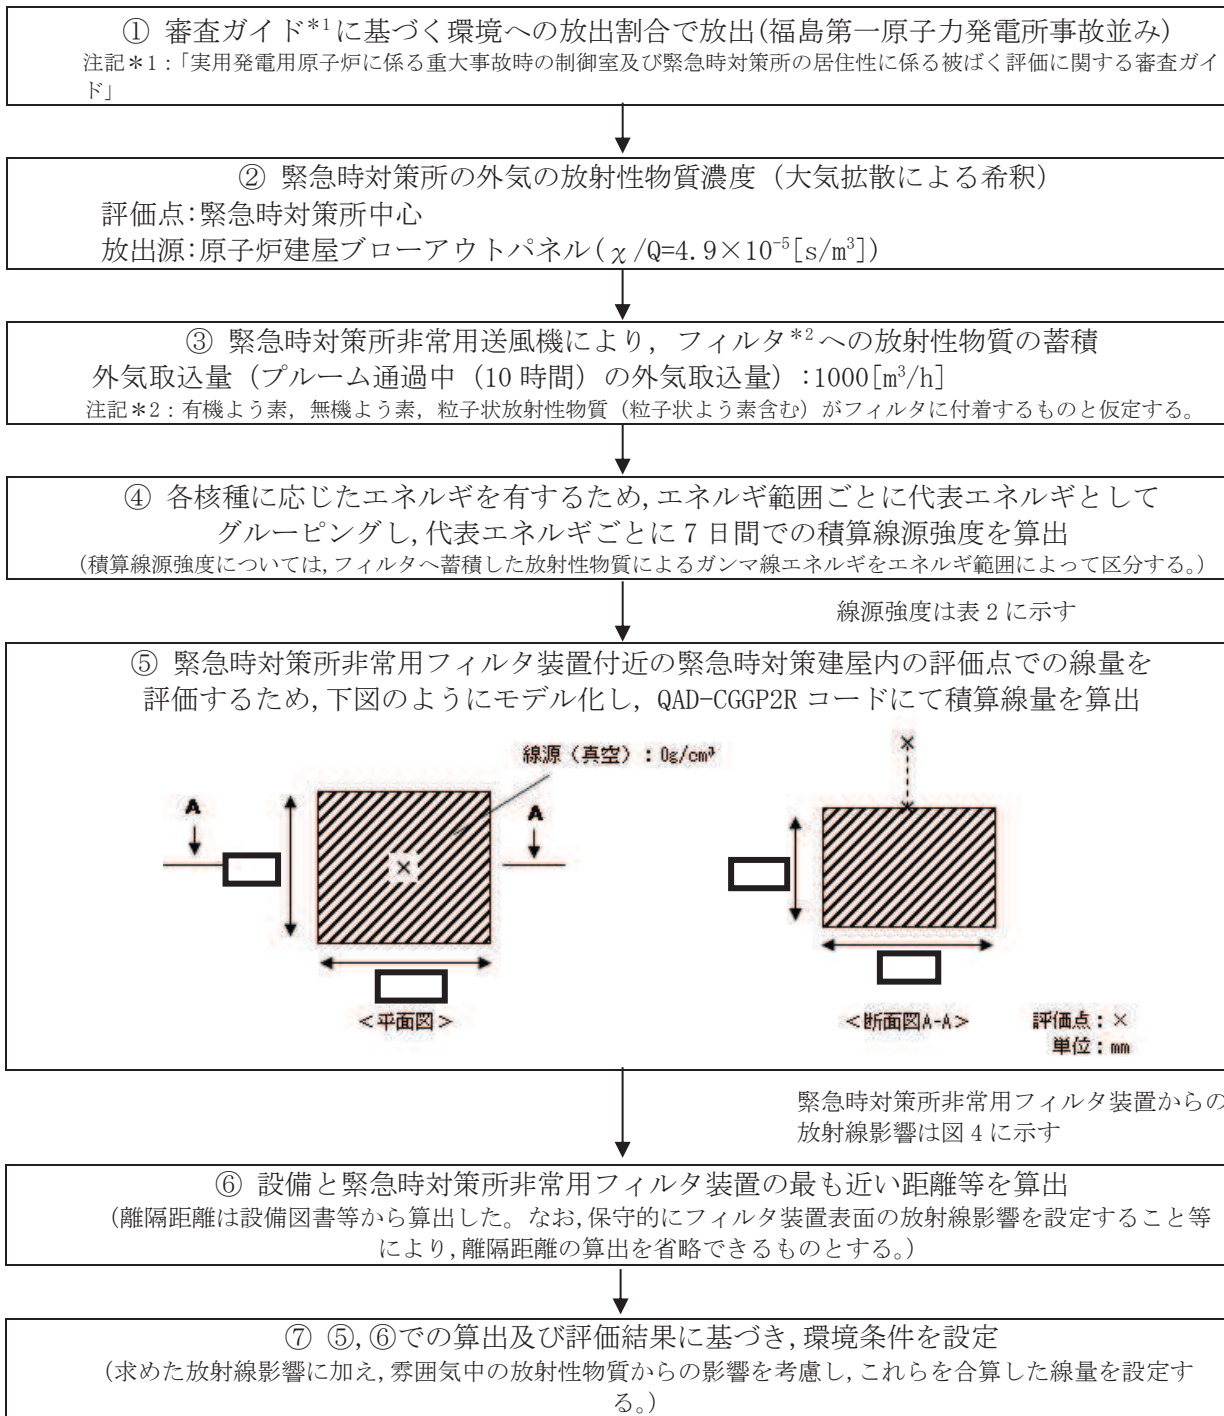 ① 審査ガイド*1に基づく環境への放出割合で放出(福島第一原子力発電所事故並み)
注記*1:「実用発電用原子炉に係る重大事故時の制御室及び緊急時対策所の居住性に係る被ばく評価に関する審査ガイ
ド」
② 緊急時対策所の外気の放射性物質濃度（大気拡散による希釈）
評価点:緊急時対策所中心
放出源:原子炉建屋ブローアウトパネル(χ/Q=4.9×10-5[s/m3])
③ 緊急時対策所非常用送風機により，フィルタ*2への放射性物質の蓄積
外気取込量（プルーム通過中（10時間）の外気取込量）:1000[m3/h]
注記*2：有機よう素，無機よう素，粒子状放射性物質（粒子状よう素含む）がフィルタに付着するものと仮定する。
④ 各核種に応じたエネルギを有するため,エネルギ範囲ごとに代表エネルギとして
グルーピングし,代表エネルギごとに7日間での積算線源強度を算出
(積算線源強度については,フィルタへ蓄積した放射性物質によるガンマ線エネルギをエネルギ範囲によって区分する。)
線源強度は表2に示す
⑤ 緊急時対策所非常用フィルタ装置付近の緊急時対策建屋内の評価点での線量を
評価するため,下図のようにモデル化し，QAD-CGGP2Rコードにて積算線量を算出
線源（真空）：0g/cm3
A
A
×
<平面図>
×
×
<断面図A-A>
評価点：×
単位：mm
緊急時対策所非常用フィルタ装置からの
放射線影響は図4に示す
⑥ 設備と緊急時対策所非常用フィルタ装置の最も近い距離等を算出
(離隔距離は設備図書等から算出した。なお,保守的にフィルタ装置表面の放射線影響を設定すること等
により,離隔距離の算出を省略できるものとする。)
⑦ ⑤,⑥での算出及び評価結果に基づき,環境条件を設定
(求めた放射線影響に加え,雰囲気中の放射性物質からの影響を考慮し,これらを合算した線量を設定す
る。)